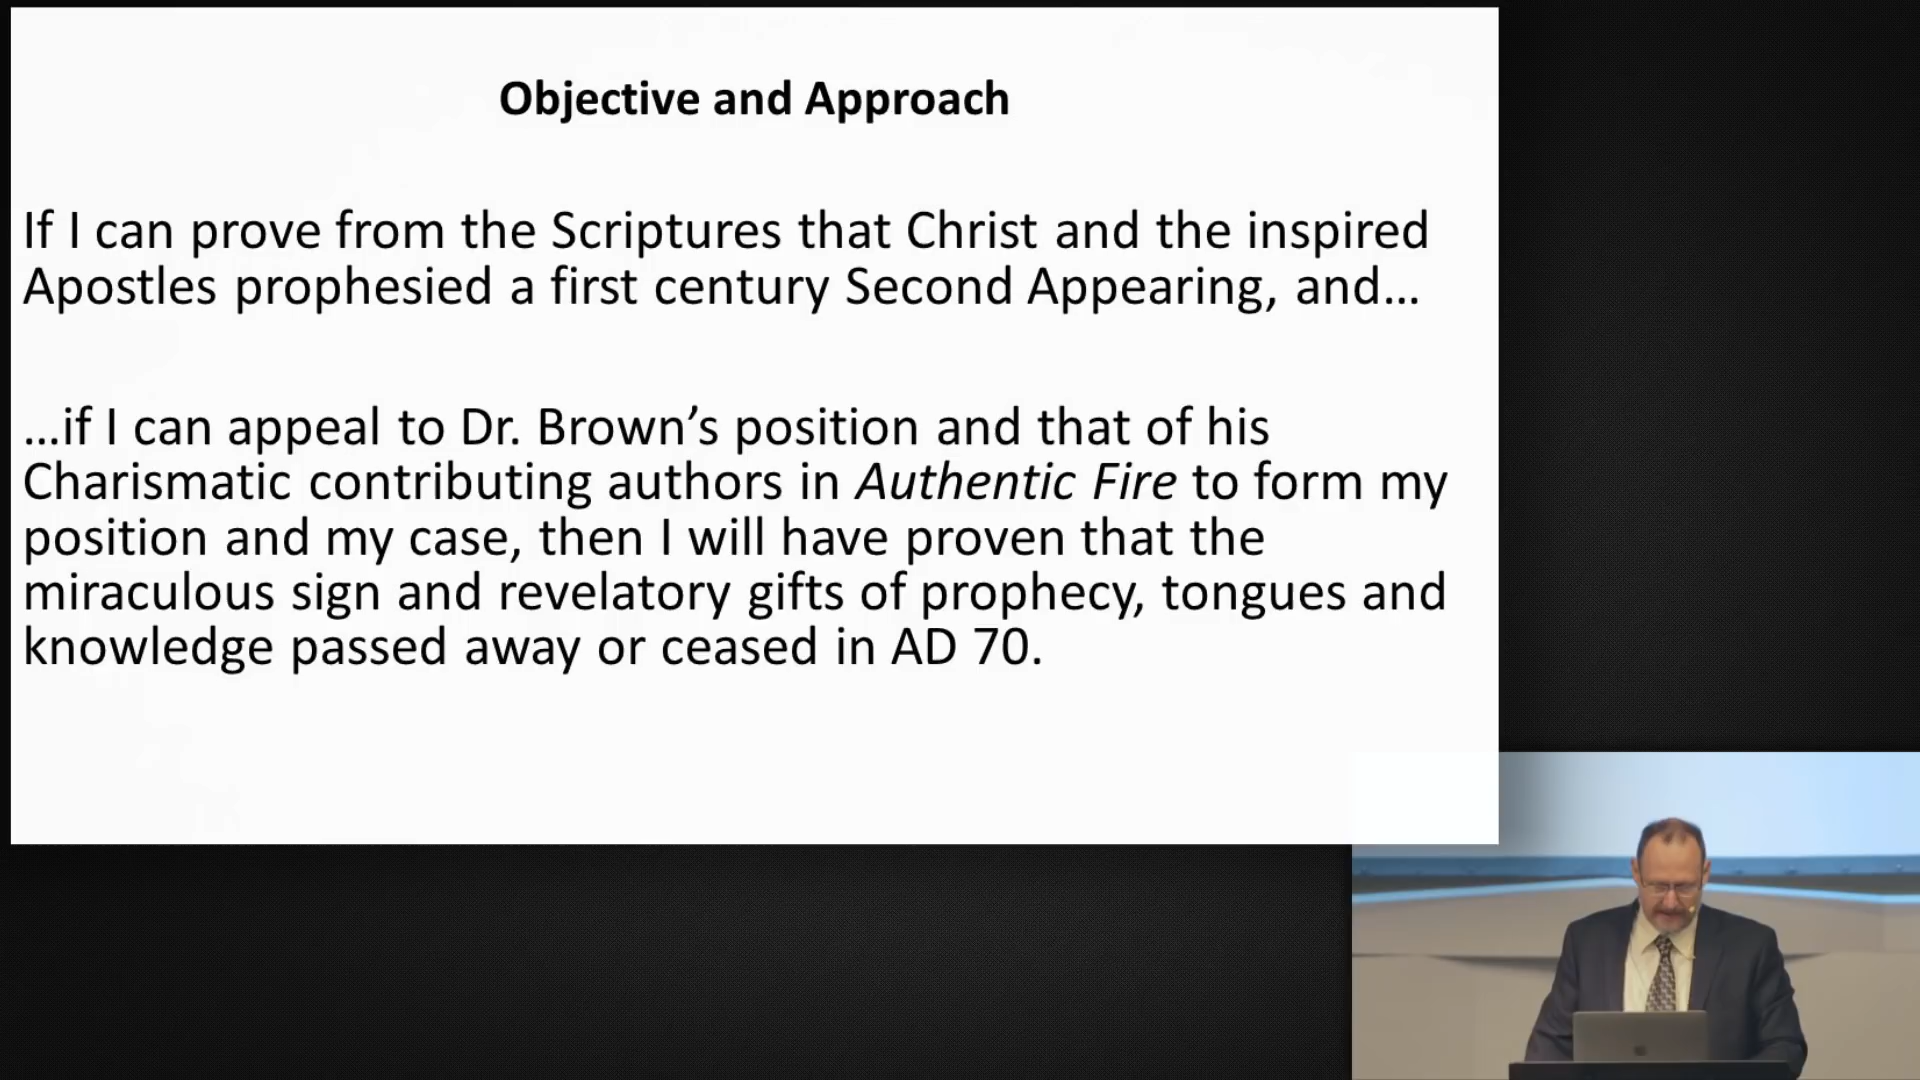 Objective and Approach
If I can prove from the Scriptures that Christ and the inspired
Apostles prophesied a first century Second Appearing, and…
…if I can appeal to Dr. Brown’s position and that of his
Charismatic contributing authors in Authentic Fire to form my
position and my case, then I will have proven that the
miraculous sign and revelatory gifts of prophecy, tongues and
knowledge passed away or ceased in AD 70.